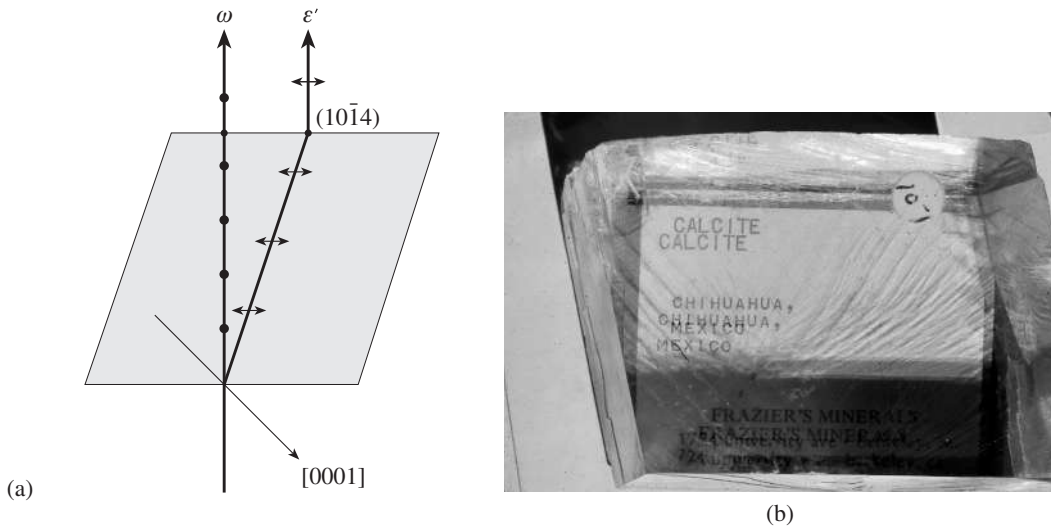 ω
ε′
(101̄4)
[0001]
(a)
CALCITE
CALCITE
CHIHUAHUA,
CHIHUAHUA,
MEXICO
MEXICO
FRAZIER'S MINERALS
FRAZIER'S MINERALS
(b)